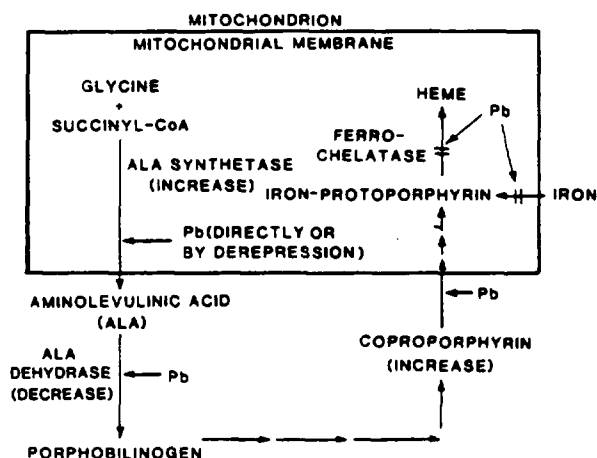 MITOCHONDRION
MITOCHONDRIAL MEMBRANE
GLYCINE
+
SUCCINYL-CoA
ALA SYNTHETASE
(INCREASE)
Pb(DIRECTLY OR
BY DEREPRESSION)
AMINOLEVULINIC ACID
(ALA)
ALA
DEHYDRASE
(DECREASE)
Pb
PORPHOBILINOGEN
HEME
Pb
FERRO-
CHELATASE
IRON-PROTOPORPHYRIN
IRON
Pb
COPROPORPHYRIN
(INCREASE)